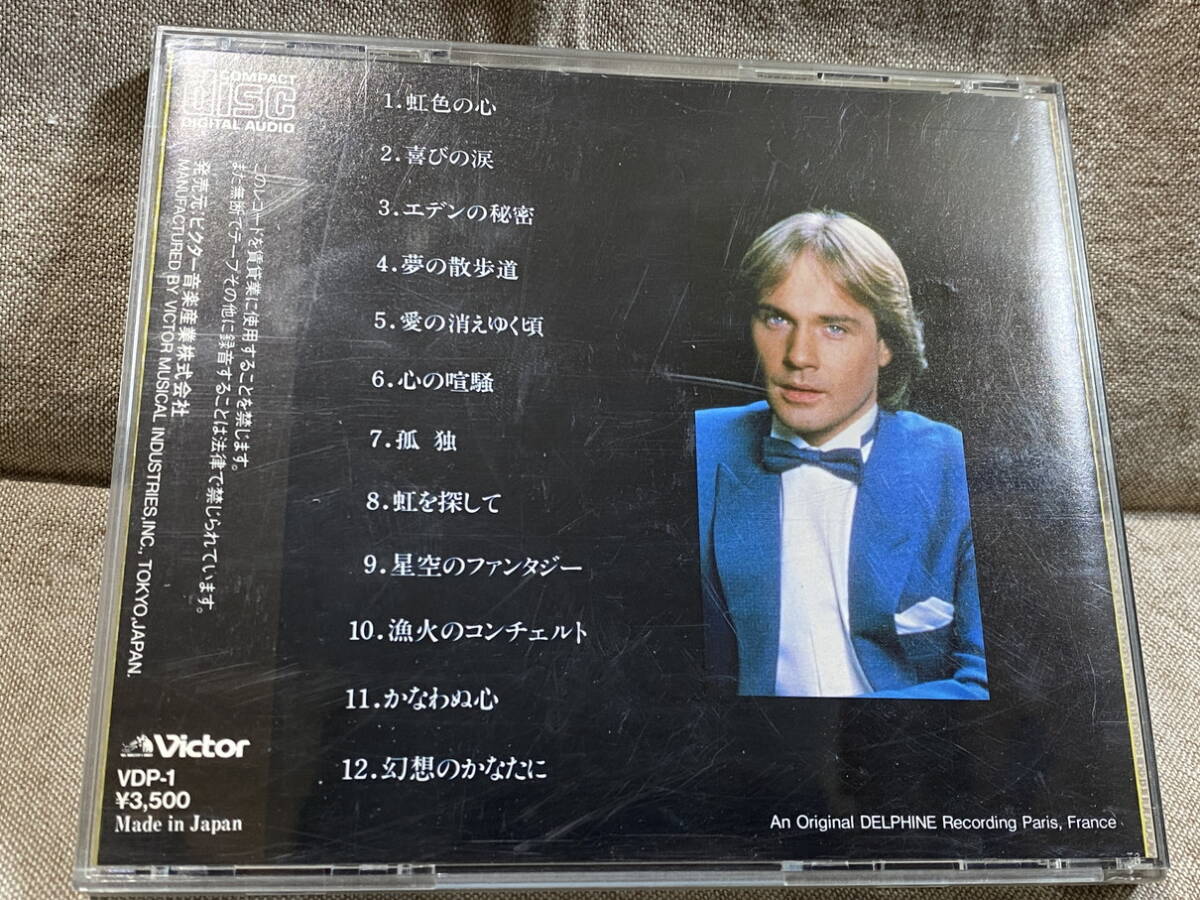 COMPACT
DISC
DIGITAL AUDIO
1.虹色の心
2.喜びの涙
3.エデンの秘密
4.夢の散歩道
5.愛の消えゆく頃
6.心の喧騒
7.孤 独
8.虹を探して
9.星空のファンタジー
10.漁火のコンチェルト
11.かなわぬ心
12.幻想のかなたに
このレコードを賃貸業に使用することを禁じます。
また無断でテープその他に録音することは法律で禁じられています。
発売元・ビクター音楽産業株式会社
MANUFACTURED BY VICTOR MUSICAL INDUSTRIES,INC., TOKYO,JAPAN.
Victor
VDP-1
¥3,500
Made in Japan
An Original DELPHINE Recording Paris, France